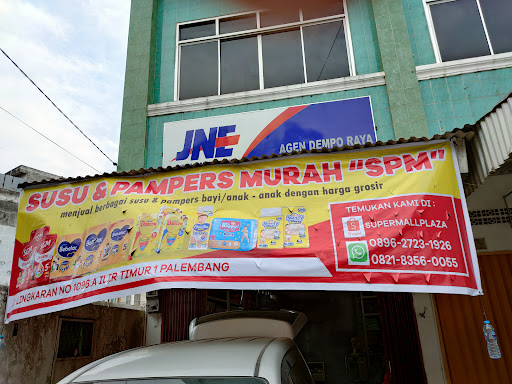 JNE
AGEN DEMPO RAYA
SUSU & PAMPERS MURAH "SPM"
menjual berbagai susu & Pampers bayi/anak - anak dengan harga grosir
TEMUKAN KAMI DI :
SUPERMALLPLAZA
0896-2723-1926
0821-8356-0055
SPM
LINGKARAN NO 1096.A ILIR TIMUR 1 PALEMBANG